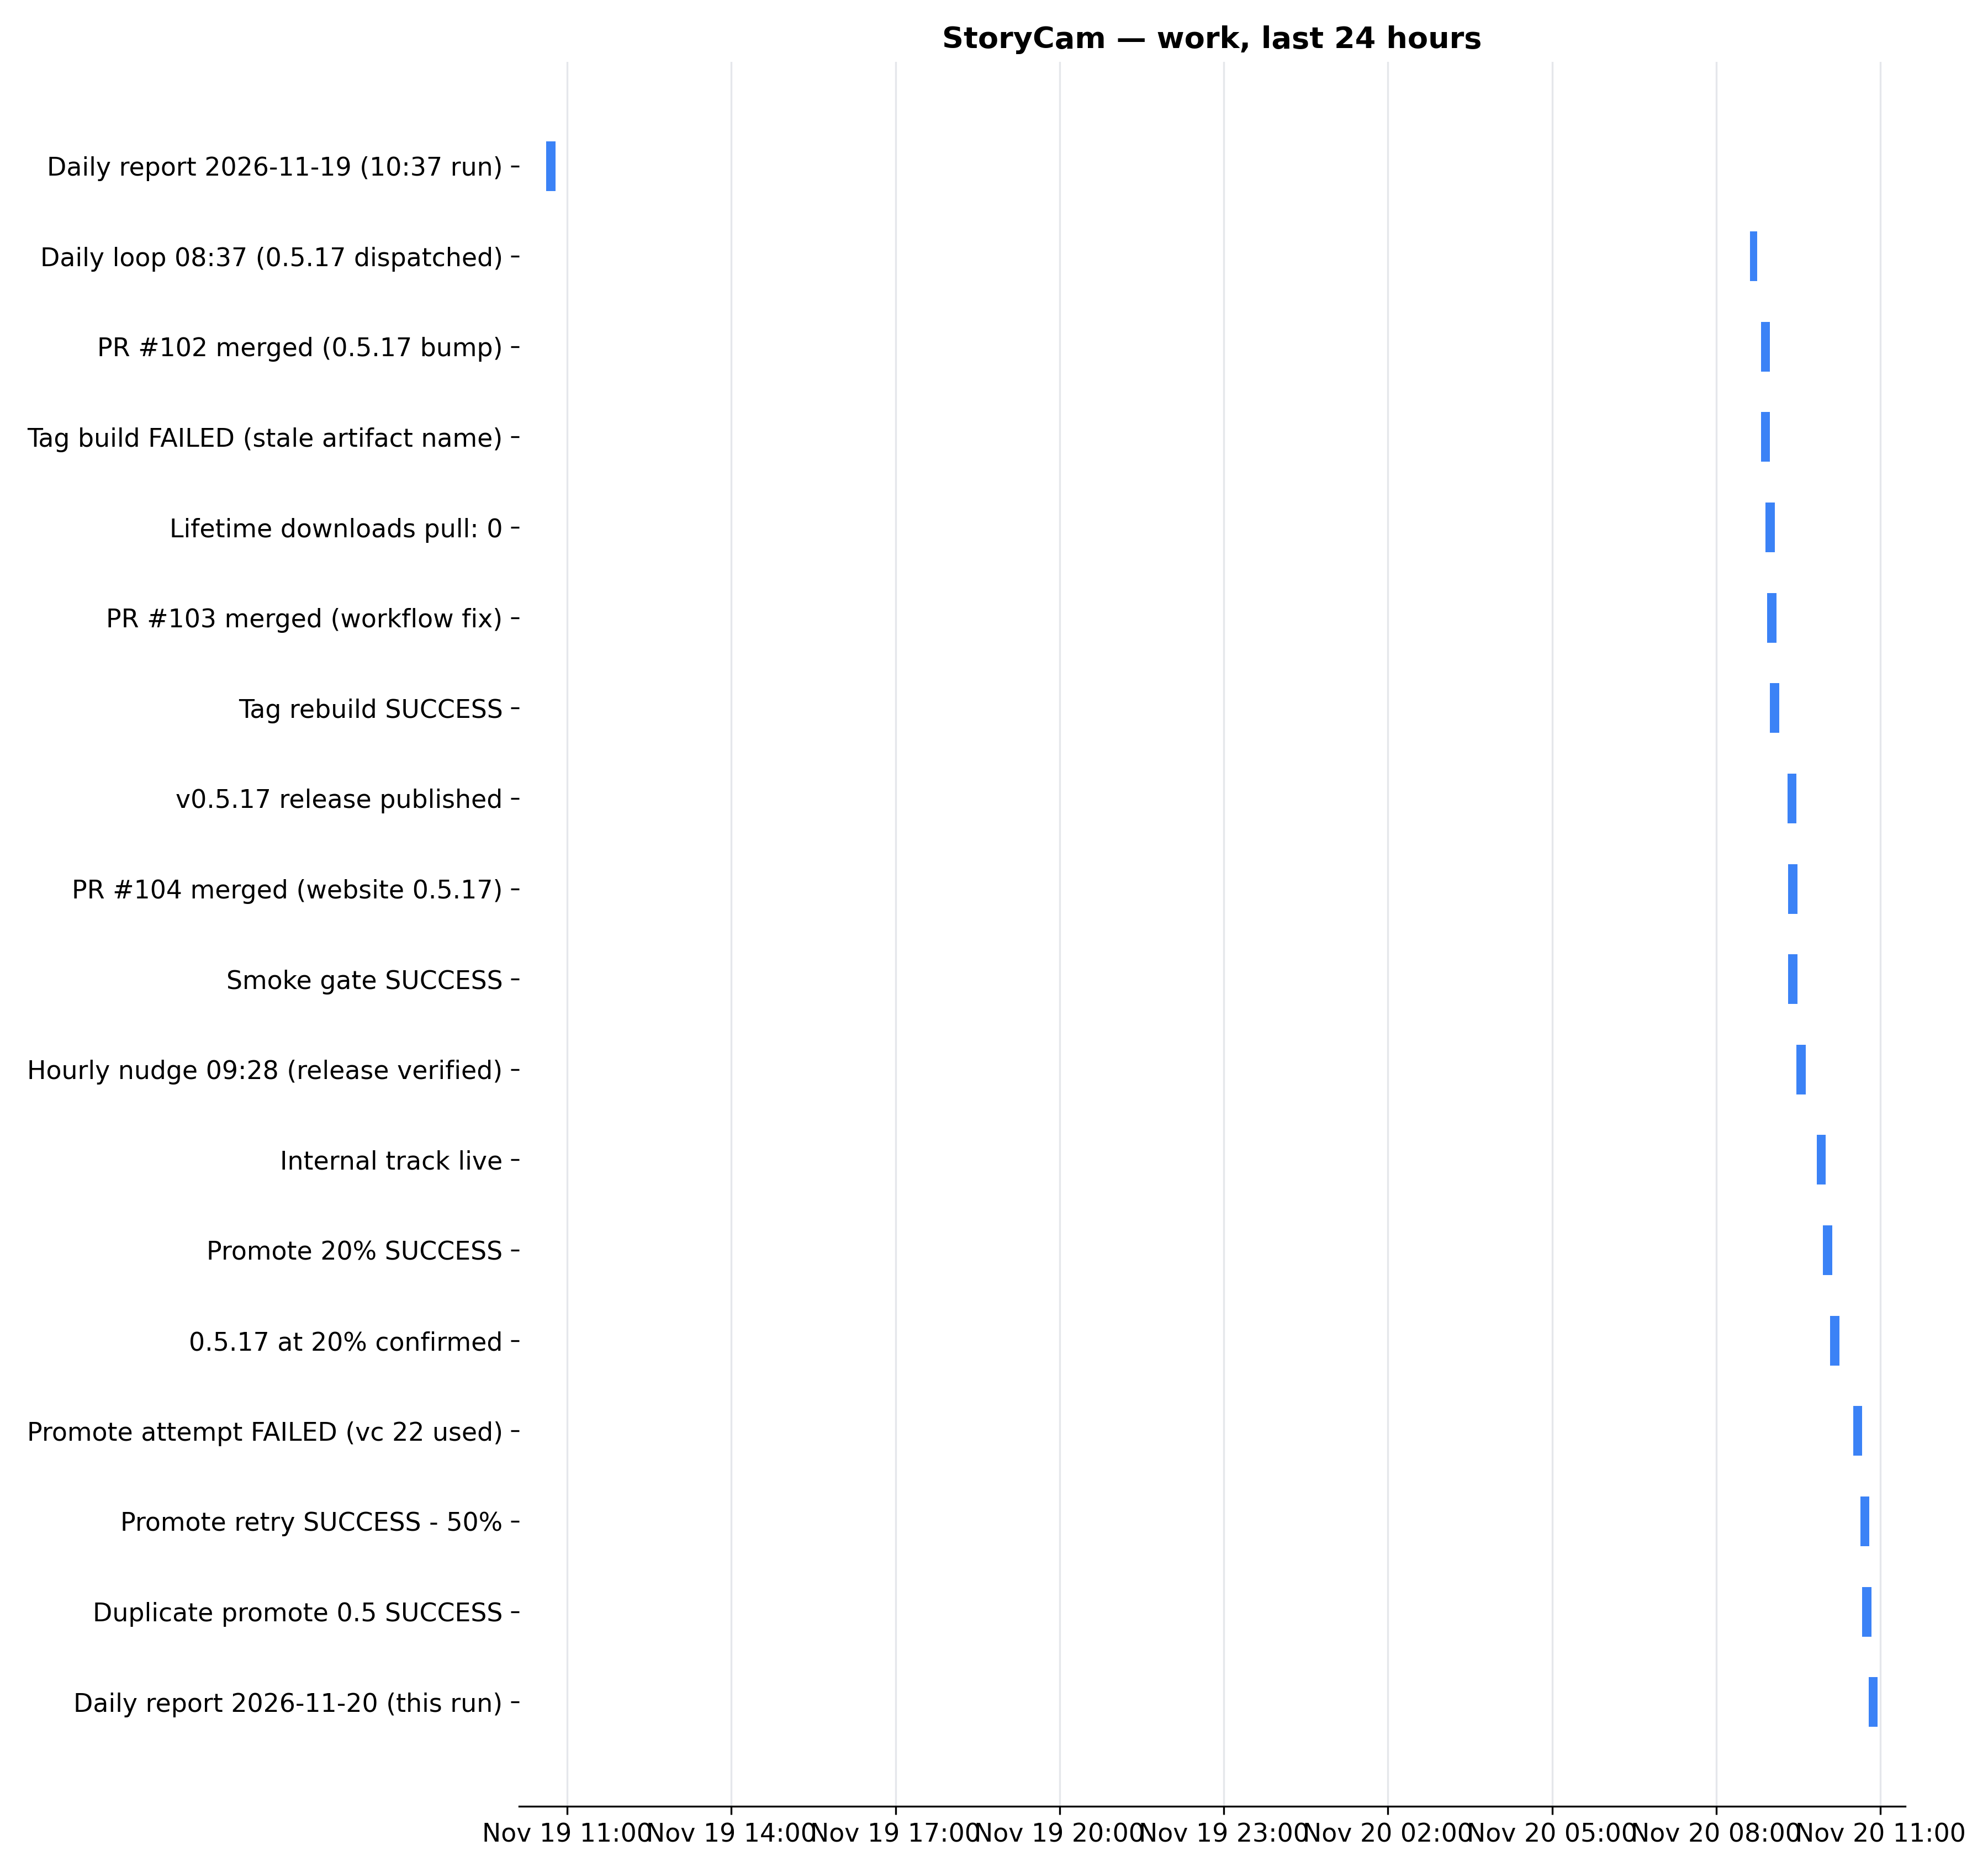 StoryCam — work, last 24 hours
Daily report 2026-11-19 (10:37 run)
Daily loop 08:37 (0.5.17 dispatched)
PR #102 merged (0.5.17 bump)
Tag build FAILED (stale artifact name)
Lifetime downloads pull: 0
PR #103 merged (workflow fix)
Tag rebuild SUCCESS
v0.5.17 release published
PR #104 merged (website 0.5.17)
Smoke gate SUCCESS
Hourly nudge 09:28 (release verified)
Internal track live
Promote 20% SUCCESS
0.5.17 at 20% confirmed
Promote attempt FAILED (vc 22 used)
Promote retry SUCCESS - 50%
Duplicate promote 0.5 SUCCESS
Daily report 2026-11-20 (this run)
Nov 19 11:00 Nov 19 14:00 Nov 19 17:00 Nov 19 20:00 Nov 19 23:00 Nov 20 02:00 Nov 20 05:00 Nov 20 08:00 Nov 20 11:00